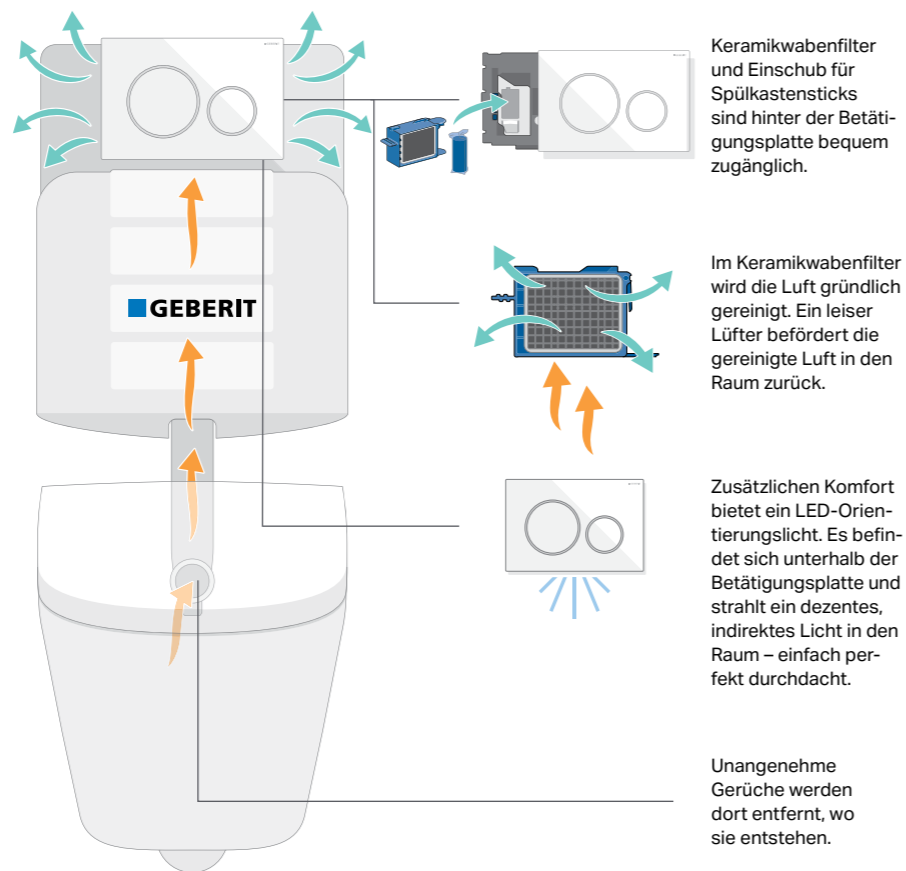 Keramikwabenfilter
und Einschub für
Spülkastensticks
sind hinter der Betäti-
gungsplatte bequem
zugänglich.
Im Keramikwabenfilter
wird die Luft gründlich
gereinigt. Ein leiser
Lüfter befördert die
gereinigte Luft in den
Raum zurück.
GEBERIT
Zusätzlichen Komfort
bietet ein LED-Orien-
tierungslicht. Es befin-
det sich unterhalb der
Betätigungsplatte und
strahlt ein dezentes,
indirektes Licht in den
Raum – einfach per-
fekt durchdacht.
Unangenehme
Gerüche werden
dort entfernt, wo
sie entstehen.